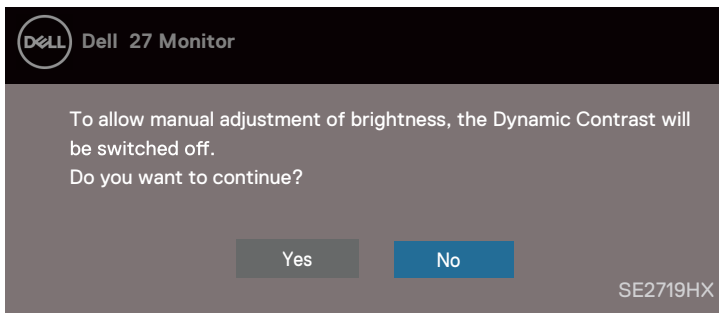 DELL Dell 27 Monitor
To allow manual adjustment of brightness, the Dynamic Contrast will
be switched off.
Do you want to continue?
Yes No
SE2719HX